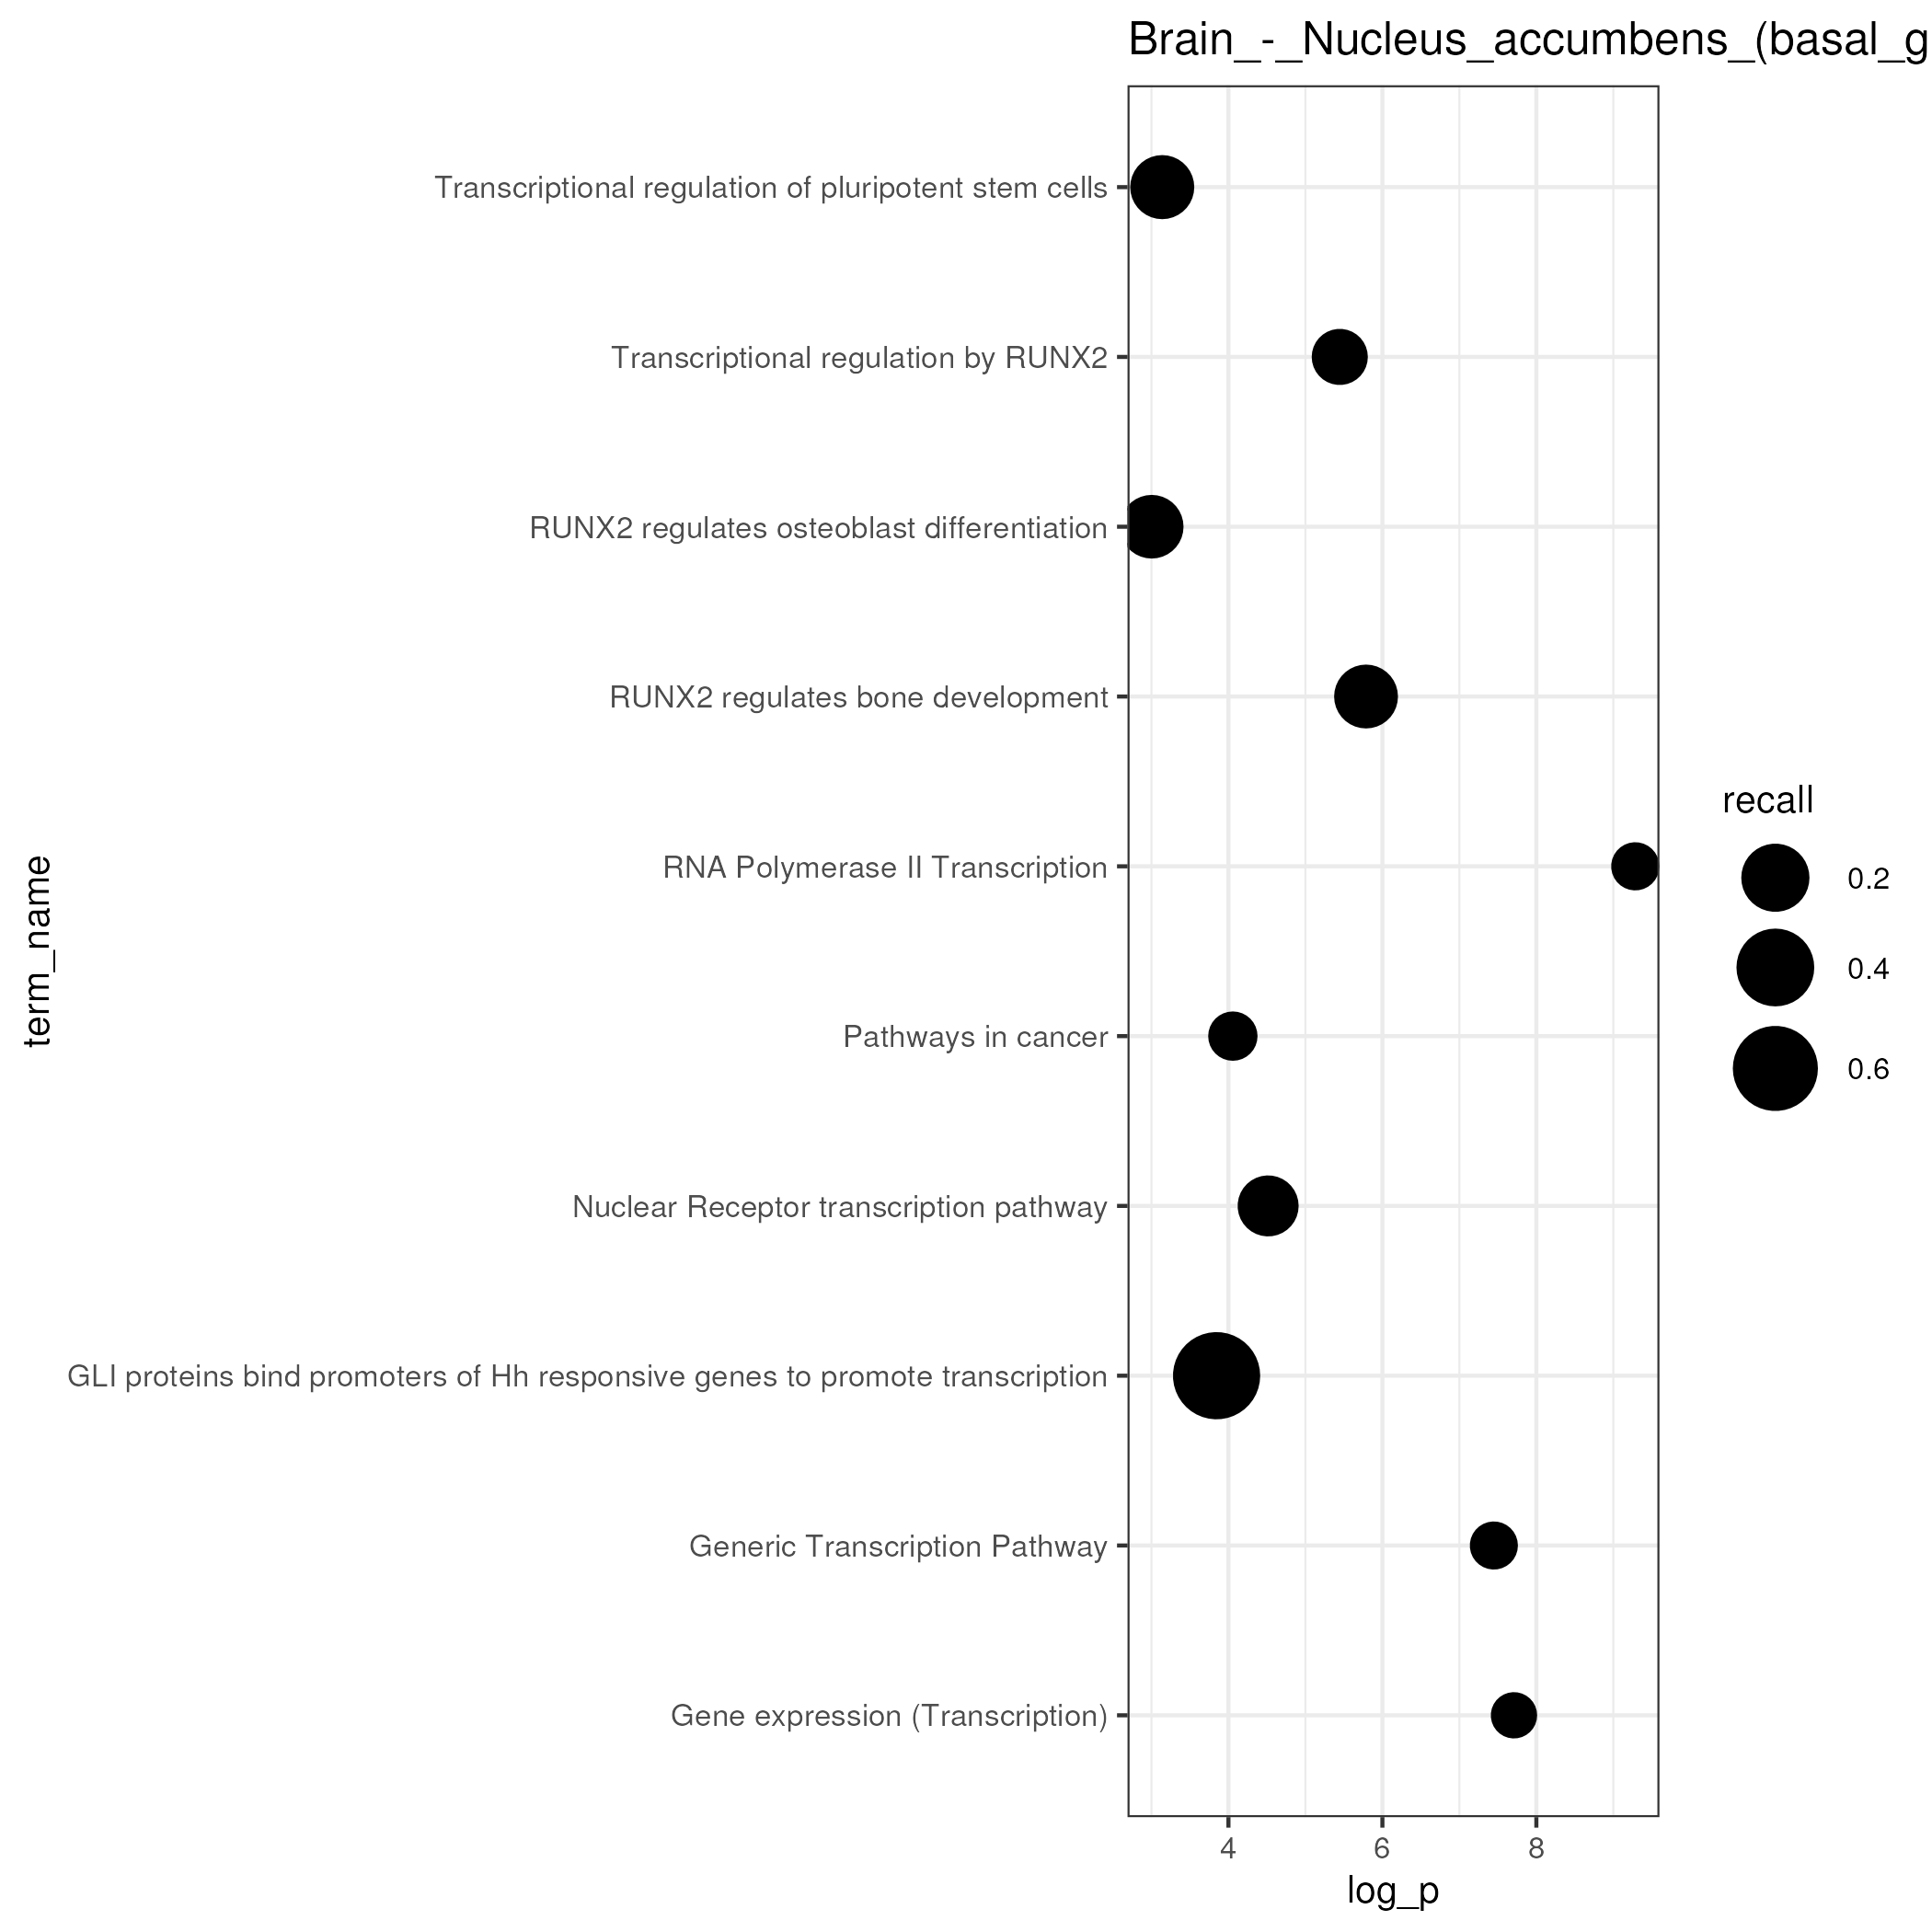 Brain_-_Nucleus_accumbens_(basal_g
Transcriptional regulation of pluripotent stem cells
Transcriptional regulation by RUNX2
RUNX2 regulates osteoblast differentiation
RUNX2 regulates bone development
RNA Polymerase II Transcription
Pathways in cancer
Nuclear Receptor transcription pathway
GLI proteins bind promoters of Hh responsive genes to promote transcription
Generic Transcription Pathway
Gene expression (Transcription)
term_name
4 6 8
log_p
recall
0.2
0.4
0.6